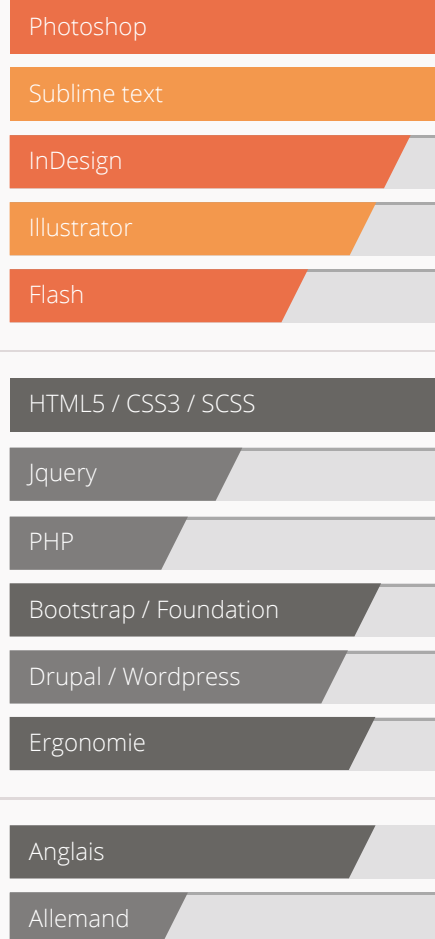 Photoshop
Sublime text
InDesign
Illustrator
Flash
HTML5 / CSS3 / SCSS
Jquery
PHP
Bootstrap / Foundation
Drupal / Wordpress
Ergonomie
Anglais
Allemand